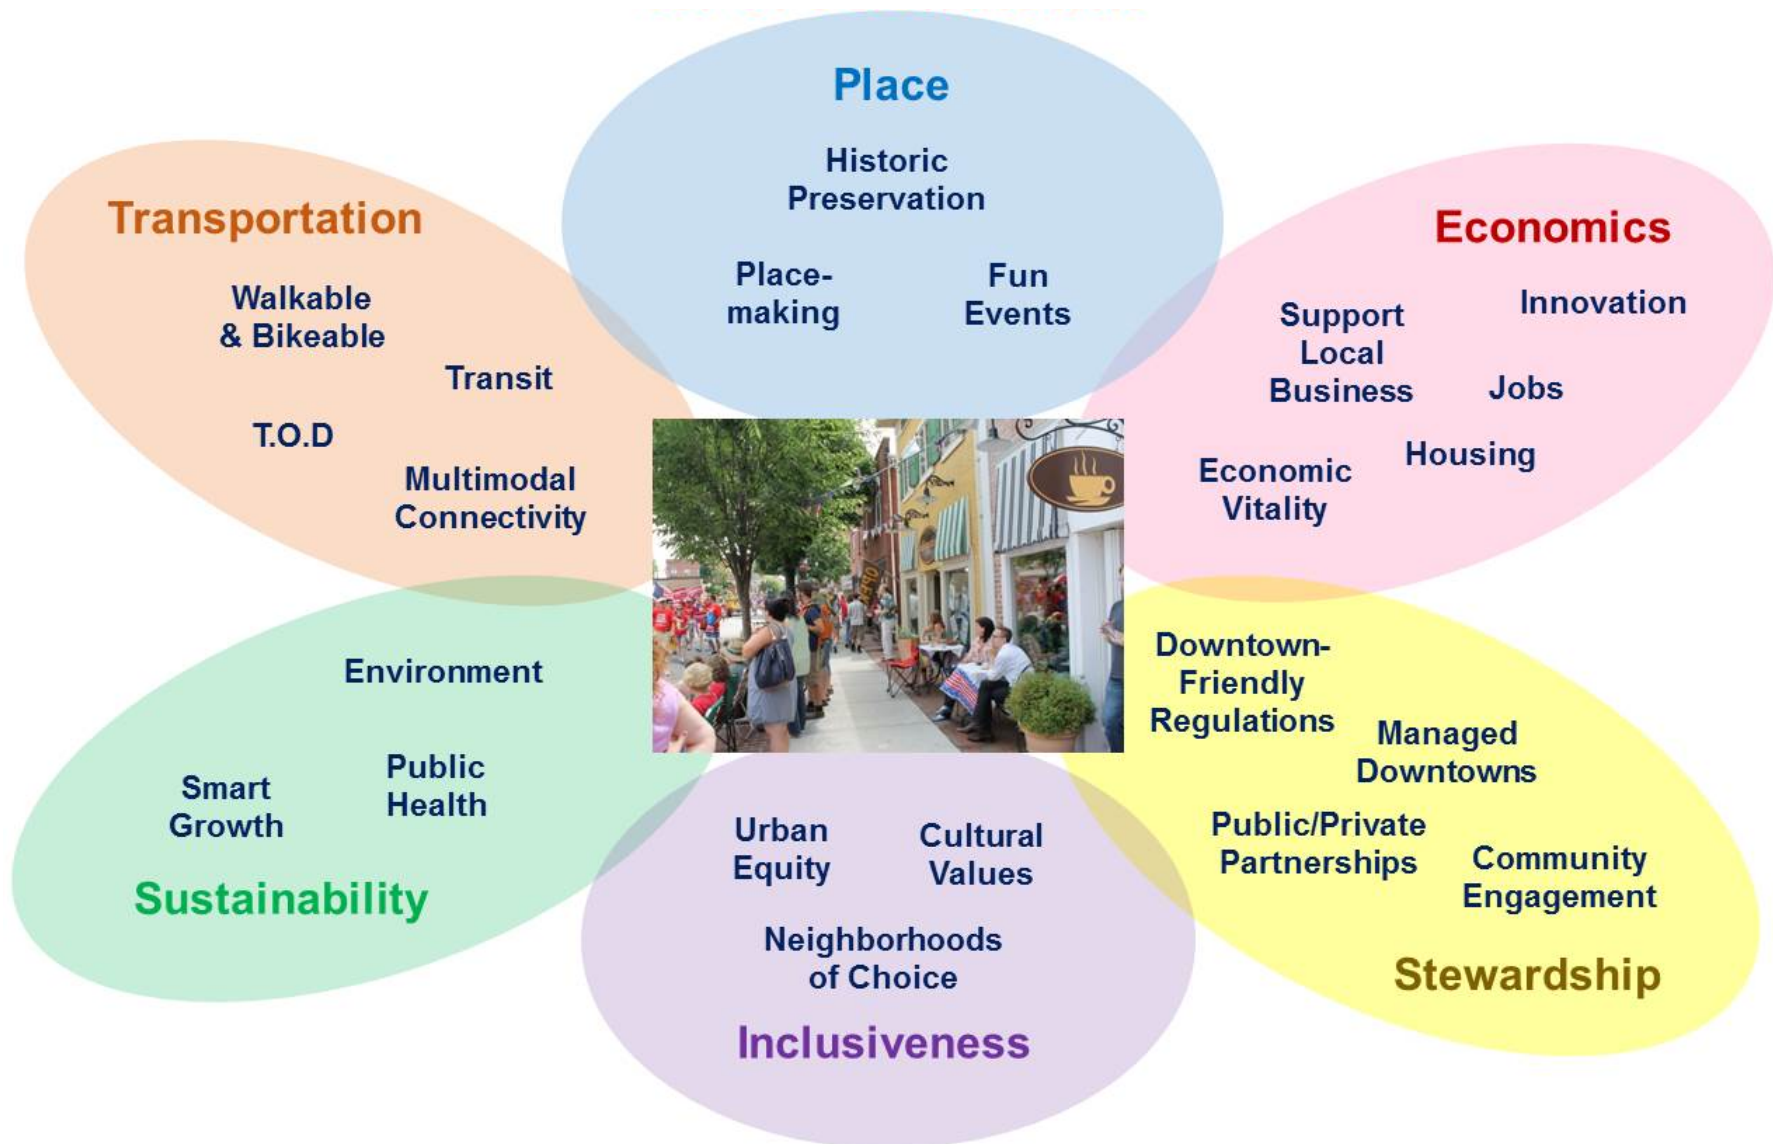 Place
Historic
Preservation
Place-
making
Fun
Events
Transportation
Walkable
& Bikeable
Transit
T.O.D
Multimodal
Connectivity
Economics
Innovation
Support
Local
Business
Jobs
Housing
Economic
Vitality
Environment
Public
Health
Smart
Growth
Sustainability
Urban
Equity
Cultural
Values
Neighborhoods
of Choice
Inclusiveness
Downtown-
Friendly
Regulations
Managed
Downtowns
Public/Private
Partnerships
Community
Engagement
Stewardship